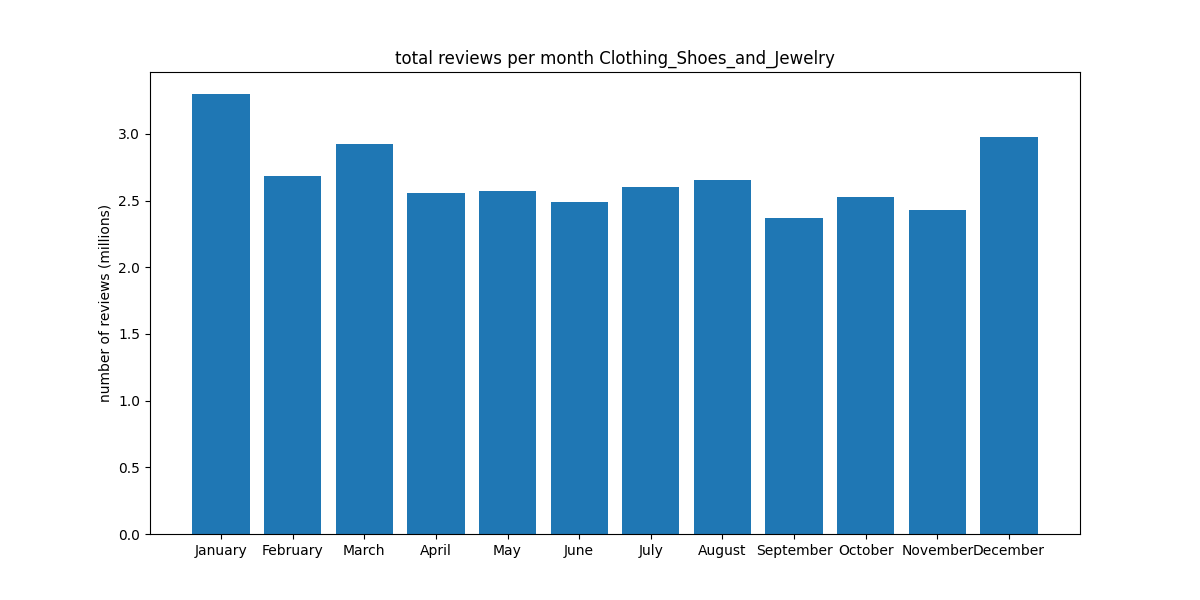 total reviews per month Clothing_Shoes_and_Jewelry
number of reviews (millions)
3.0
2.5
2.0
1.5
1.0
0.5
0.0
January February March April May June July August September October November December